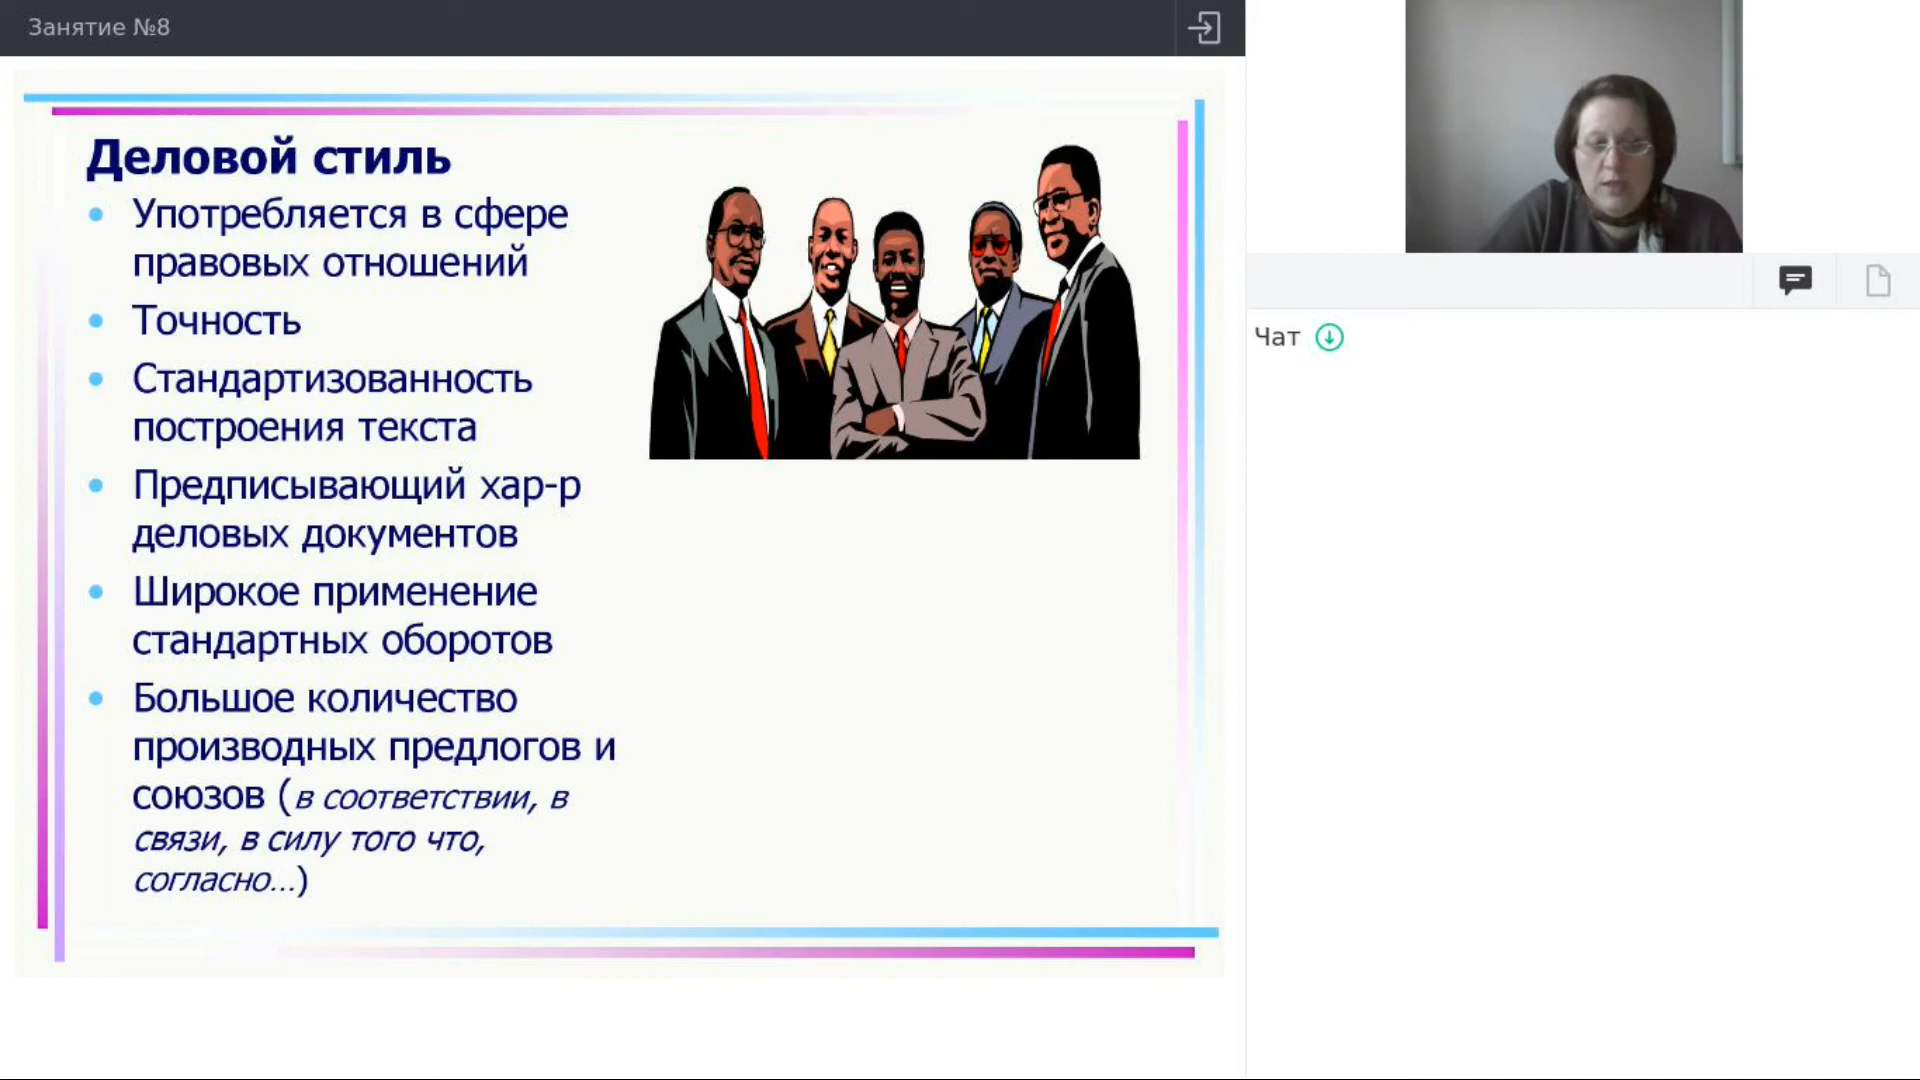 Занятие №8
Деловой стиль
Употребляется в сфере
правовых отношений
Точность
Стандартизованность
построения текста
Предписывающий хар-р
деловых документов
Широкое применение
стандартных оборотов
Большое количество
производных предлогов и
союзов (в соответствии, в
связи, в силу того что,
согласно...)
Чат